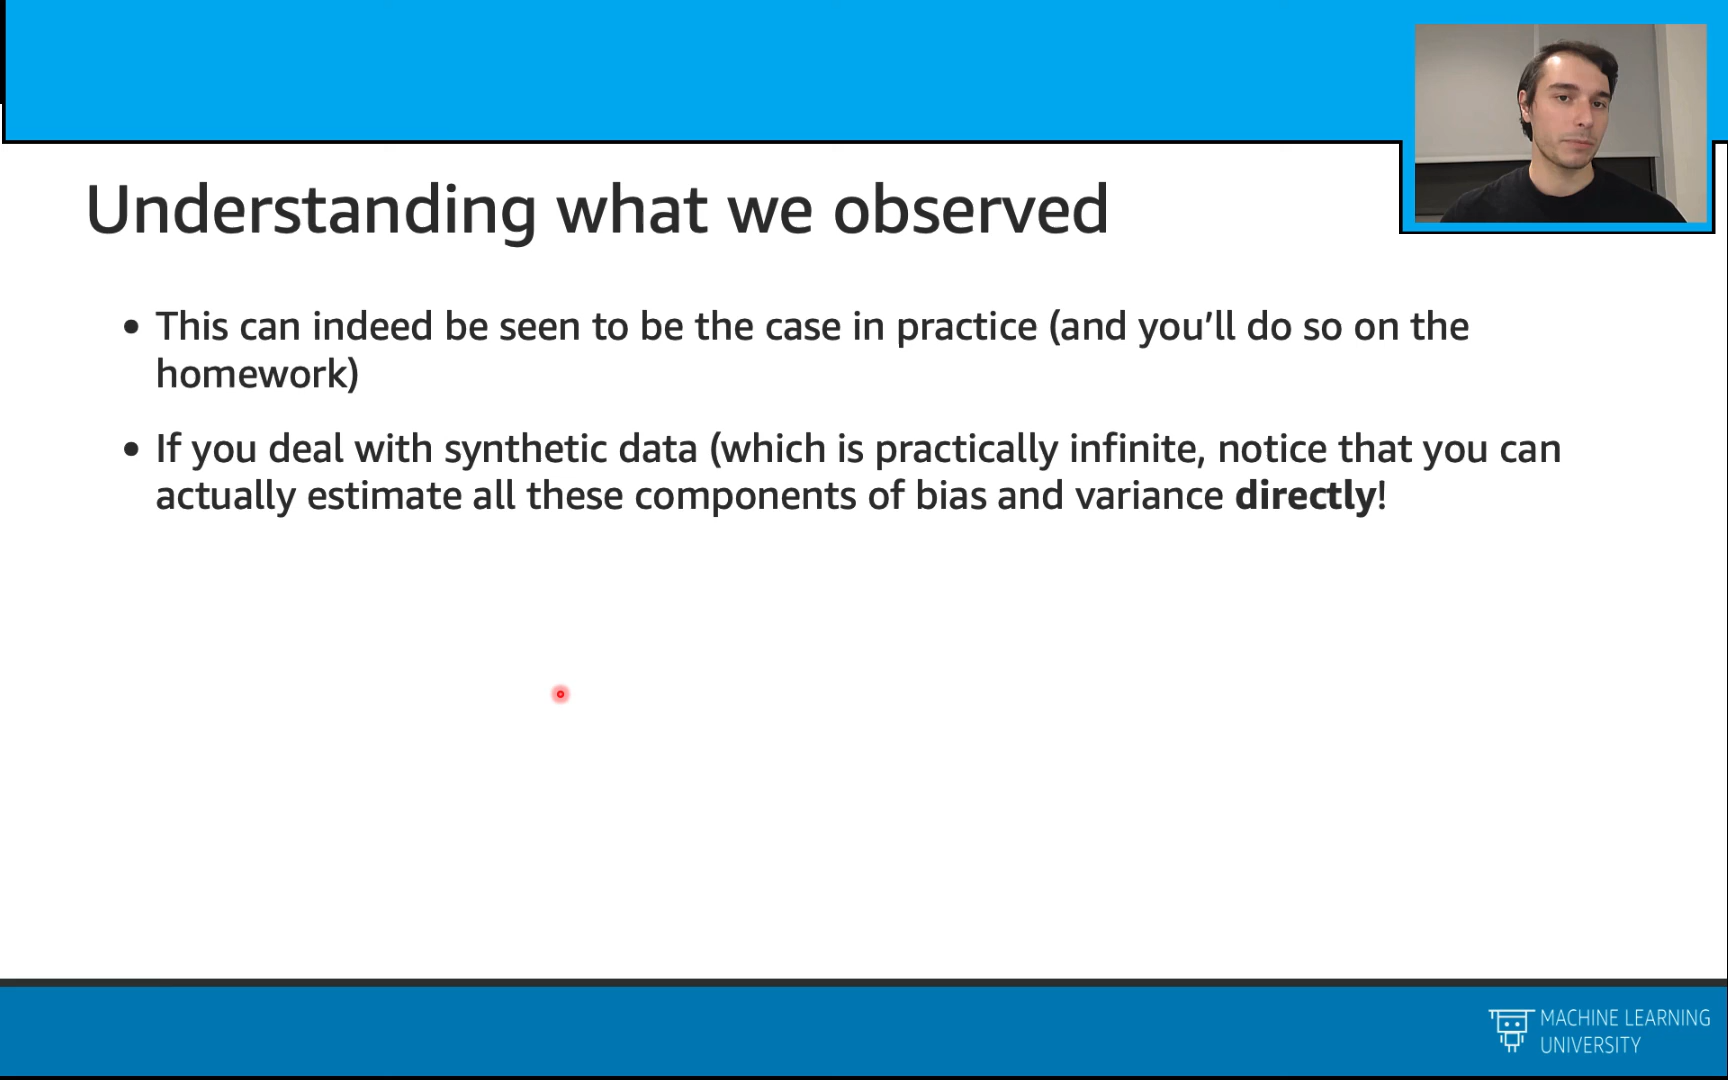 Understanding what we observed
• This can indeed be seen to be the case in practice (and you’ll do so on the
homework)
• If you deal with synthetic data (which is practically infinite, notice that you can
actually estimate all these components of bias and variance directly!
MACHINE LEARNING
UNIVERSITY